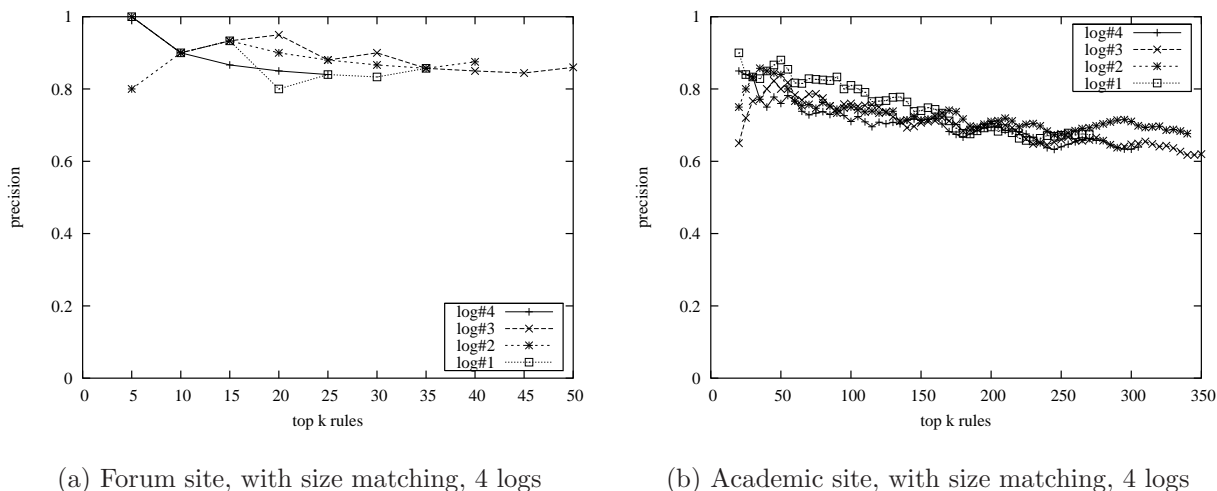 1
0.8
0.6
0.4
0.2
0
precision
0 5 10 15 20 25 30 35 40 45 50
top k rules
log#4
log#3
log#2
log#1
(a) Forum site, with size matching, 4 logs
1
0.8
0.6
0.4
0.2
0
precision
0 50 100 150 200 250 300 350
top k rules
log#4
log#3
log#2
log#1
(b) Academic site, with size matching, 4 logs